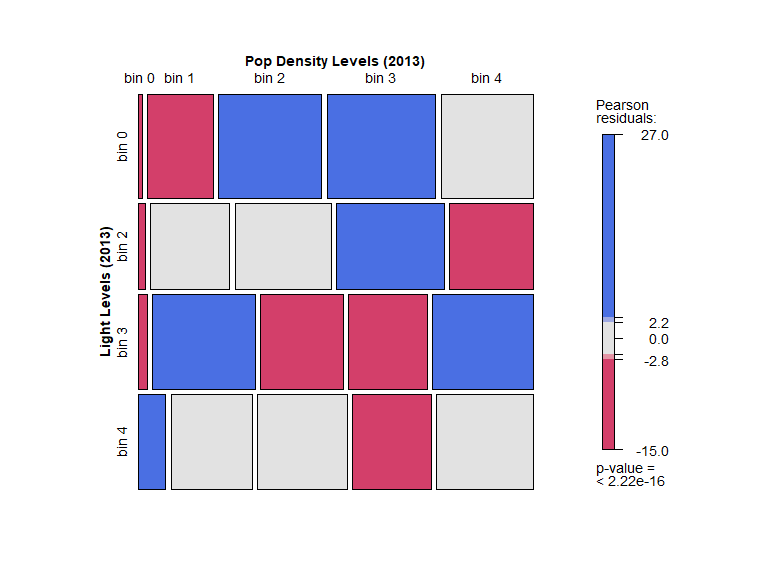 Pop Density Levels (2013)
bin 0 bin 1 bin 2 bin 3 bin 4
Light Levels (2013)
bin 0
bin 2
bin 3
bin 4
Pearson
residuals:
27.0
2.2
0.0
-2.8
-15.0
p-value =
< 2.22e-16